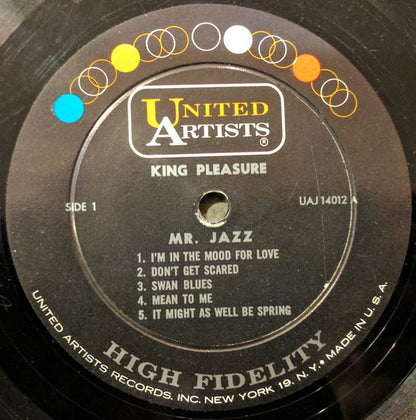 UNITED
ARTISTS®
KING PLEASURE
SIDE 1
UAJ 14012 A
MR. JAZZ
1. I'M IN THE MOOD FOR LOVE
2. DON'T GET SCARED
3. SWAN BLUES
4. MEAN TO ME
5. IT MIGHT AS WELL BE SPRING
HIGH FIDELITY
UNITED ARTISTS RECORDS, INC. NEW YORK 19, N.Y. • MADE IN U.S.A.